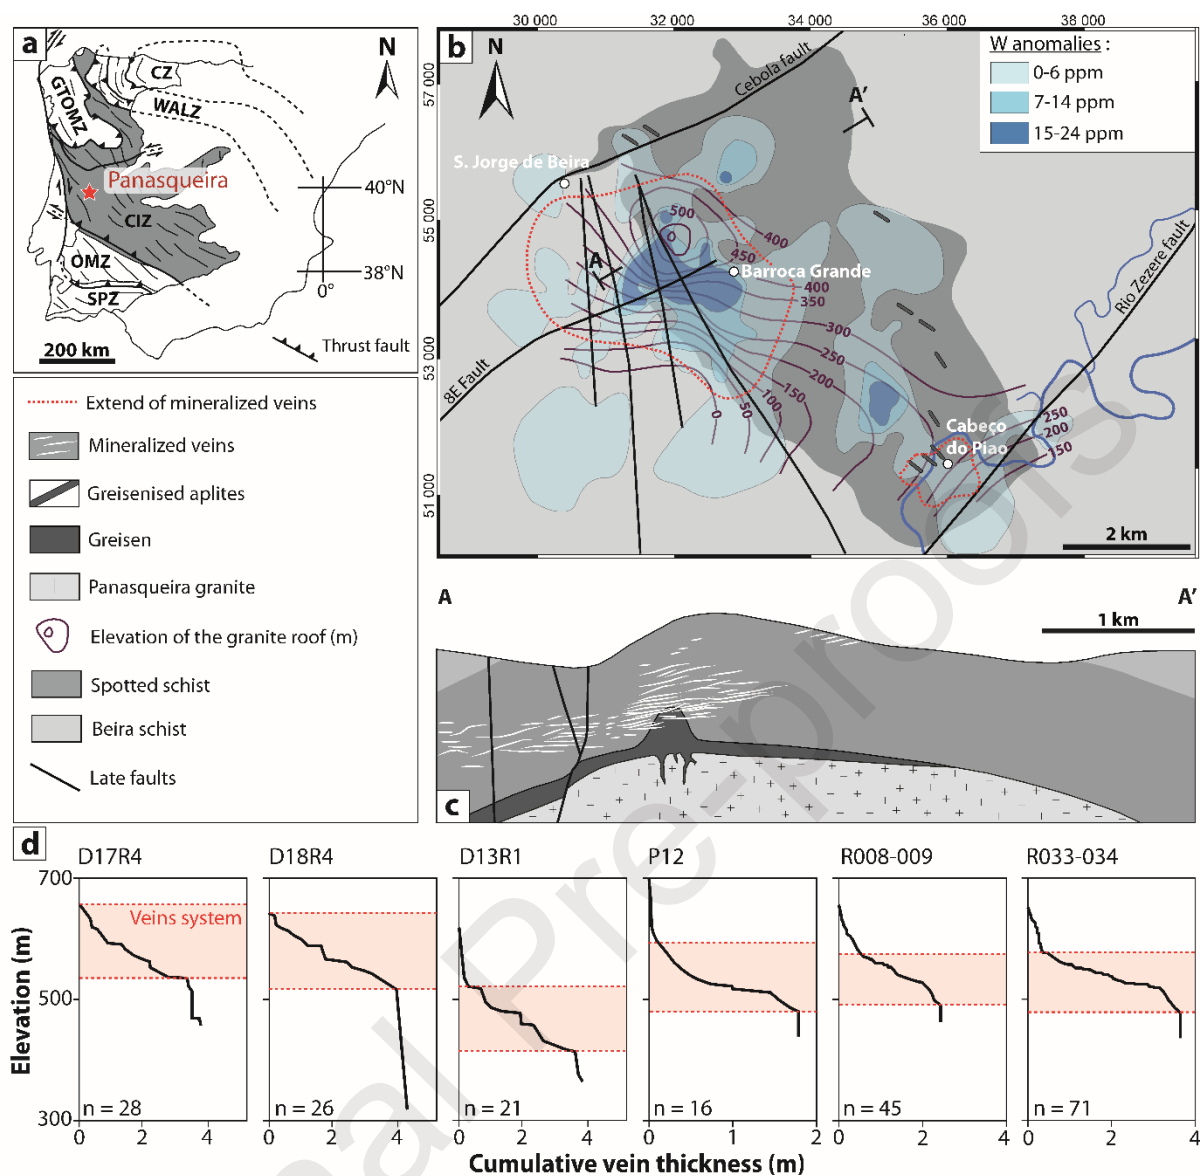 a
N
CZ
GTOMZ
WALZ
Panasqueira
CIZ
OMZ
SPZ
40°N
38°N
0°
200 km
Thrust fault
Extend of mineralized veins
Mineralized veins
Greisenised aplites
Greisen
Panasqueira granite
Elevation of the granite roof (m)
Spotted schist
Beira schist
Late faults
30 000
32 000
34 000
36 000
38 000
57 000
55 000
53 000
51 000
b
N
W anomalies :
0-6 ppm
7-14 ppm
15-24 ppm
Cebola fault
A'
S. Jorge de Beira
500
400
450
A
Barroca Grande
400
350
300
250
200
150
100
50
0
8E Fault
Rio Zezere fault
Cabeço
do Piao
250
200
150
2 km
A
A'
1 km
c
d
D17R4
D18R4
D13R1
P12
R008-009
R033-034
Elevation (m)
700
500
300
Veins system
n = 28
n = 26
n = 21
n = 16
n = 45
n = 71
0 2 4
0 2 4
0 2 4
0 1 2
0 2 4
0 2 4
Cumulative vein thickness (m)
nal Pre-proofs